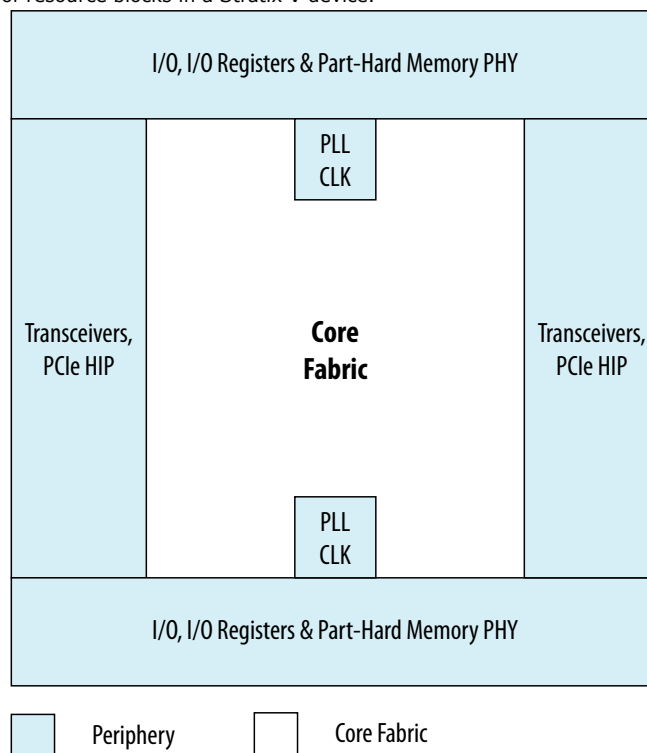 or resource blocks in a Stratix V device.
I/O, I/O Registers & Part-Hard Memory PHY
PLL
CLK
Transceivers,
PCIe HIP
Core
Fabric
Transceivers,
PCIe HIP
PLL
CLK
I/O, I/O Registers & Part-Hard Memory PHY
Periphery
Core Fabric